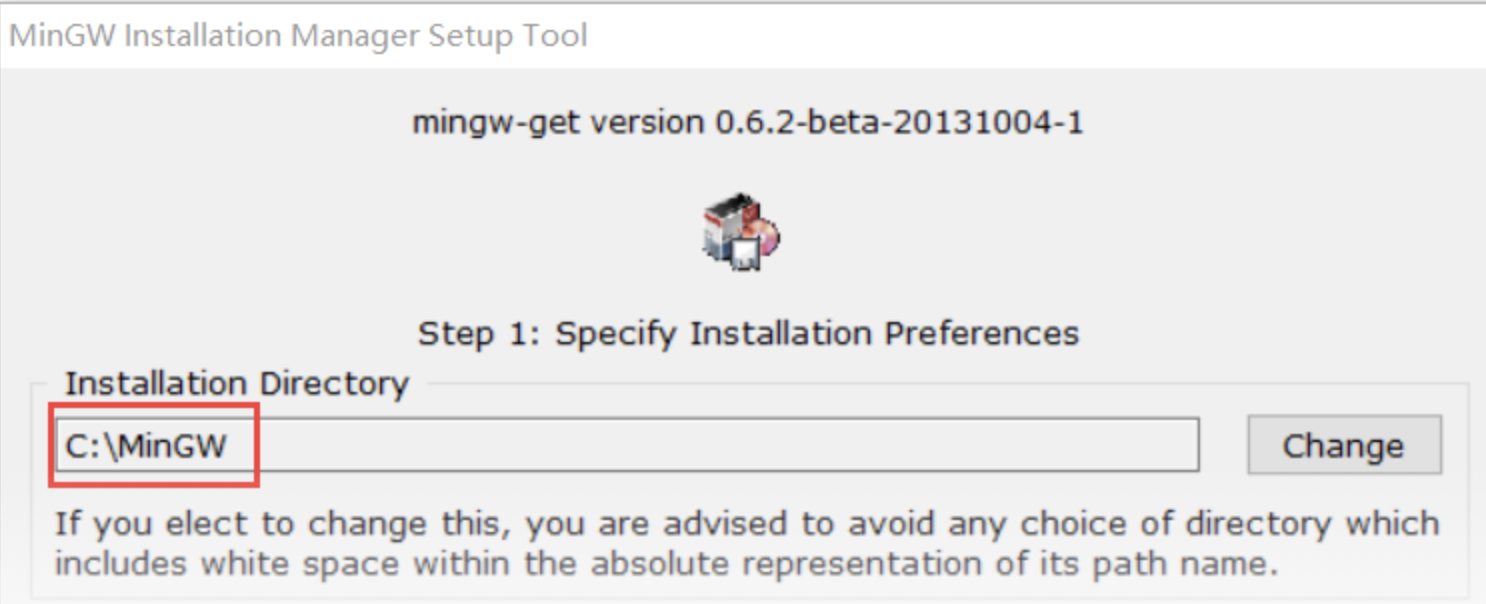 MinGW Installation Manager Setup Tool
mingw-get version 0.6.2-beta-20131004-1
Step 1: Specify Installation Preferences
Installation Directory
C:\MinGW
Change
If you elect to change this, you are advised to avoid any choice of directory which
includes white space within the absolute representation of its path name.